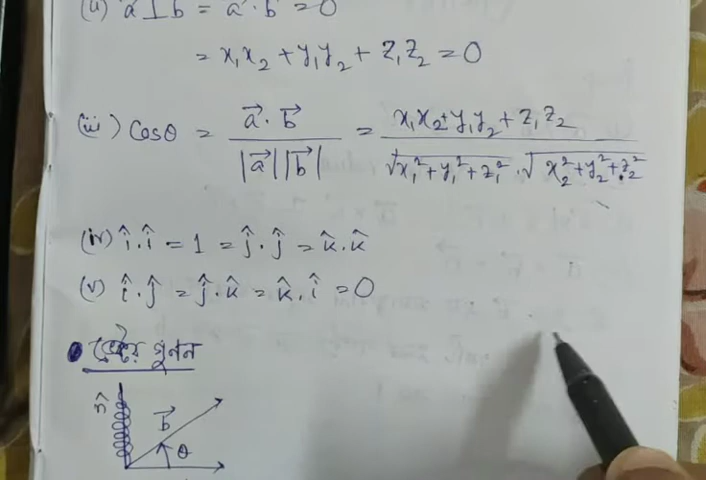 (ii) a⃗ ⊥ b⃗ = a⃗ · b⃗ = 0
= x₁x₂ + y₁y₂ + z₁z₂ = 0
(iii) Cosθ = a⃗ · b⃗ / |a⃗| |b⃗| = x₁x₂ + y₁y₂ + z₁z₂ / √x₁² + y₁² + z₁² · √x₂² + y₂² + z₂²
(iv) î · î = 1 = ĵ · ĵ = k̂ · k̂
(v) î · ĵ = ĵ · k̂ = k̂ · î = 0
গুনন
n̂
b⃗
θ